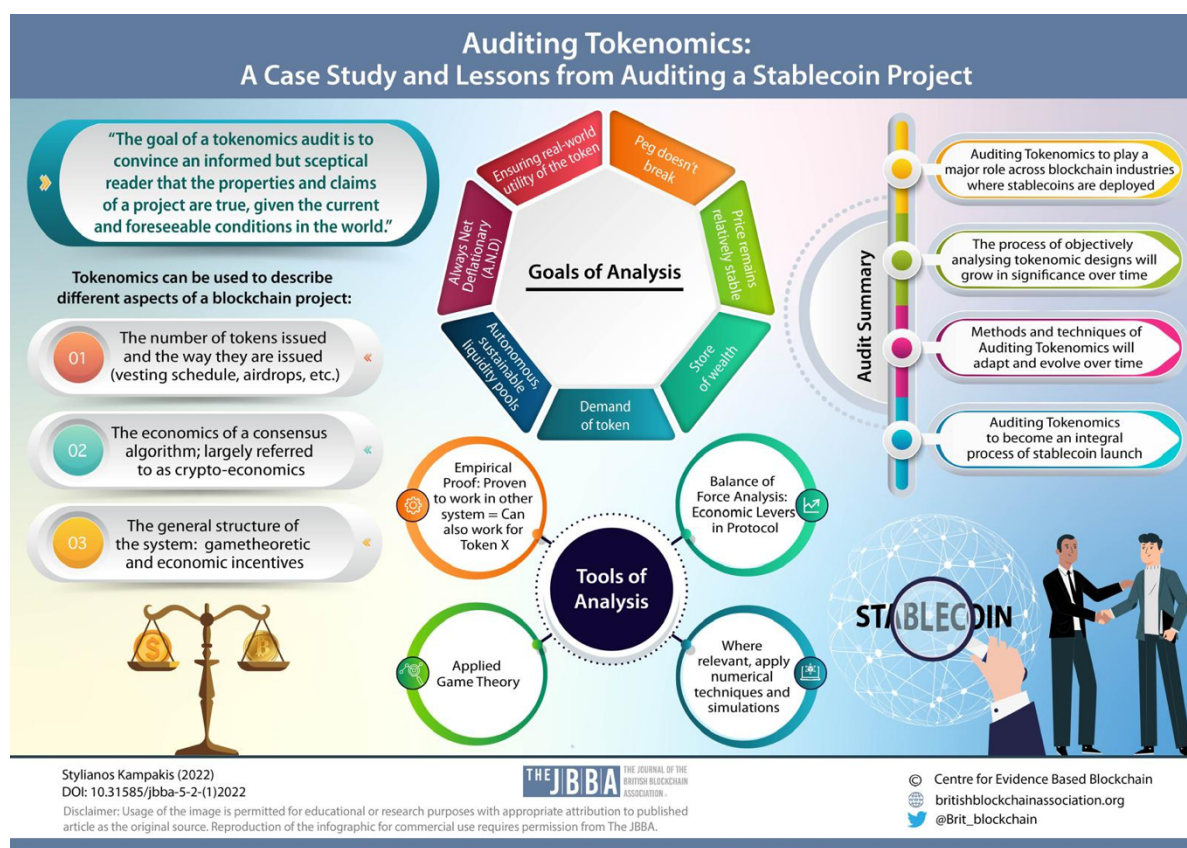 Auditing Tokenomics:
A Case Study and Lessons from Auditing a Stablecoin Project
“The goal of a tokenomics audit is to
convince an informed but sceptical
reader that the properties and claims
of a project are true, given the current
and foreseeable conditions in the world.”
Tokenomics can be used to describe
different aspects of a blockchain project:
01
The number of tokens issued
and the way they are issued
(vesting schedule, airdrops, etc.)
02
The economics of a consensus
algorithm; largely referred
to as crypto-economics
03
The general structure of
the system: gametheoretic
and economic incentives
Goals of Analysis
Ensuring real-world
utility of the token
Peg doesn't
break
Price remains
relatively stable
Store
of wealth
Demand
of token
Autonomous,
sustainable
liquidity pools
Always Net
Deflationary
(A.N.D)
Tools of
Analysis
Empirical
Proof: Proven
to work in other
system = Can
also work for
Token X
Balance of
Force Analysis:
Economic Levers
in Protocol
Applied
Game Theory
Where
relevant, apply
numerical
techniques and
simulations
Audit Summary
Auditing Tokenomics to play a
major role across blockchain industries
where stablecoins are deployed
The process of objectively
analysing tokenomic designs will
grow in significance over time
Methods and techniques of
Auditing Tokenomics will
adapt and evolve over time
Auditing Tokenomics
to become an integral
process of stablecoin launch
STABLECOIN
Stylianos Kampakis (2022)
DOI: 10.31585/jbba-5-2-(1)2022
Disclaimer: Usage of the image is permitted for educational or research purposes with appropriate attribution to published
article as the original source. Reproduction of the infographic for commercial use requires permission from The JBBA.
THE JBBA
THE JOURNAL OF THE
BRITISH BLOCKCHAIN
ASSOCIATION
© Centre for Evidence Based Blockchain
britishblockchainassociation.org
@Brit_blockchain